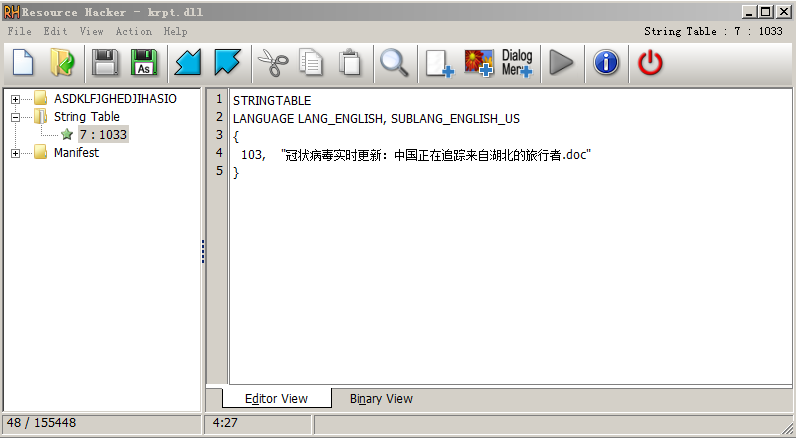 Resource Hacker - krpt.dll
File Edit View Action Help
String Table : 7 : 1033
As
Dialog
Menu
ASDKLFJGHEDJIHASIO
String Table
7 : 1033
Manifest
1 STRINGTABLE
2 LANGUAGE LANG_ENGLISH, SUBLANG_ENGLISH_US
3 {
4 103, "冠状病毒实时更新：中国正在追踪来自湖北的旅行者.doc"
5 }
Editor View
Binary View
48 / 155448
4:27